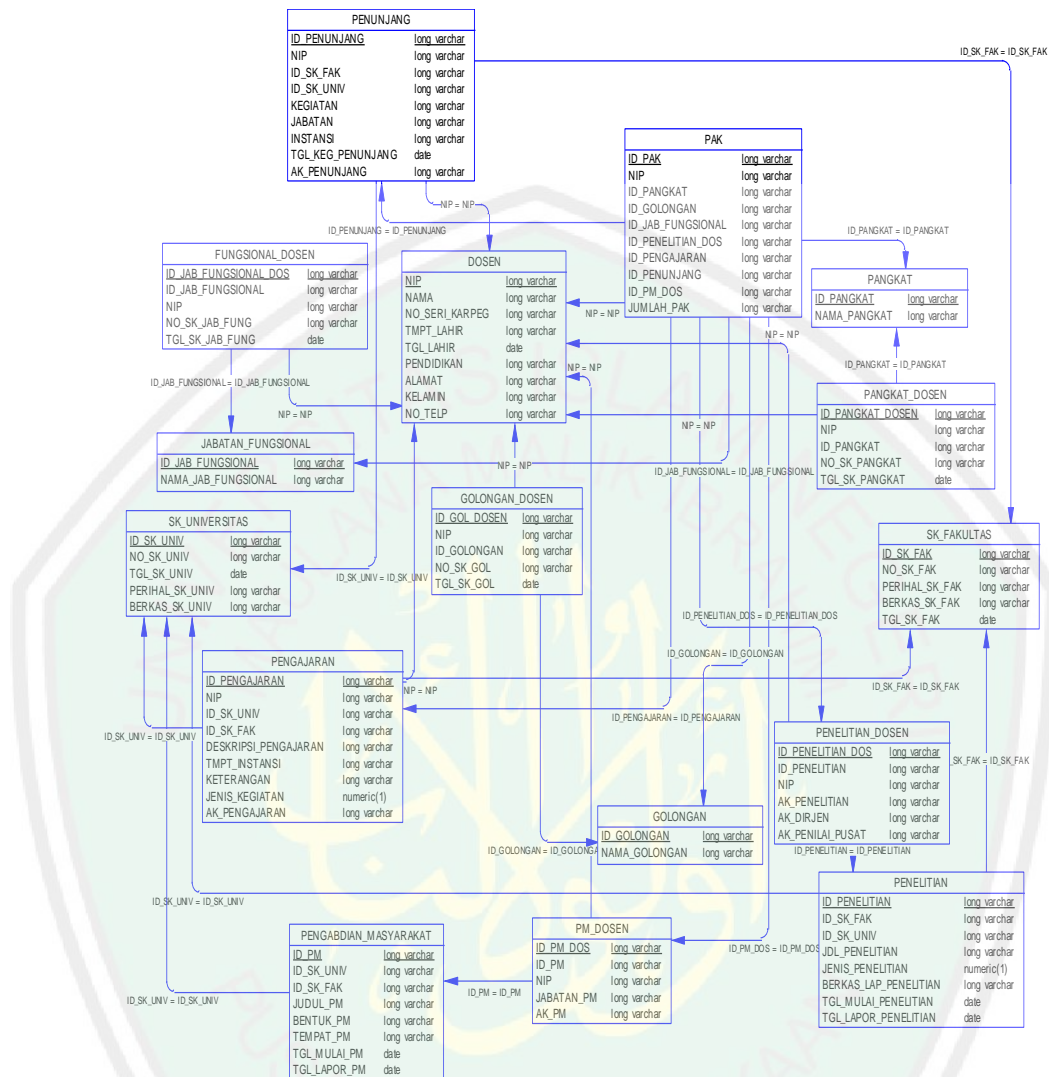 PENUNJANG
ID_PENUNJANG long varchar
NIP long varchar
ID_SK_FAK long varchar
ID_SK_UNIV long varchar
KEGIATAN long varchar
JABATAN long varchar
INSTANSI long varchar
TGL_KEG_PENUNJANG date
AK_PENUNJANG long varchar
ID_SK_FAK = ID_SK_FAK
PAK
ID_PAK long varchar
NIP long varchar
ID_PANGKAT long varchar
ID_GOLONGAN long varchar
ID_JAB_FUNGSIONAL long varchar
ID_PENELITIAN_DOS long varchar
ID_PENGAJARAN long varchar
ID_PENUNJANG long varchar
ID_PM_DOS long varchar
JUMLAH_PAK long varchar
NIP = NIP
ID_PENUNJANG = ID_PENUNJANG
ID_PANGKAT = ID_PANGKAT
FUNGSIONAL_DOSEN
ID_JAB_FUNGSIONAL_DOS long varchar
ID_JAB_FUNGSIONAL long varchar
NIP long varchar
NO_SK_JAB_FUNG long varchar
TGL_SK_JAB_FUNG date
DOSEN
NIP long varchar
NAMA long varchar
NO_SERI_KARPEG long varchar
TMPT_LAHIR long varchar
TGL_LAHIR date
PENDIDIKAN long varchar
ALAMAT long varchar
KELAMIN long varchar
NO_TELP long varchar
PANGKAT
ID_PANGKAT long varchar
NAMA_PANGKAT long varchar
NIP = NIP
NIP = NIP
NIP = NIP
ID_PANGKAT = ID_PANGKAT
ID_JAB_FUNGSIONAL = ID_JAB_FUNGSIONAL
NIP = NIP
NIP = NIP
PANGKAT_DOSEN
ID_PANGKAT_DOSEN long varchar
NIP long varchar
ID_PANGKAT long varchar
NO_SK_PANGKAT long varchar
TGL_SK_PANGKAT date
JABATAN_FUNGSIONAL
ID_JAB_FUNGSIONAL long varchar
NAMA_JAB_FUNGSIONAL long varchar
NIP = NIP
ID_JAB_FUNGSIONAL = ID_JAB_FUNGSIONAL
GOLONGAN_DOSEN
ID_GOL_DOSEN long varchar
NIP long varchar
ID_GOLONGAN long varchar
NO_SK_GOL long varchar
TGL_SK_GOL date
SK_UNIVERSITAS
ID_SK_UNIV long varchar
NO_SK_UNIV long varchar
TGL_SK_UNIV date
PERIHAL_SK_UNIV long varchar
BERKAS_SK_UNIV long varchar
ID_SK_UNIV = ID_SK_UNIV
SK_FAKULTAS
ID_SK_FAK long varchar
NO_SK_FAK long varchar
PERIHAL_SK_FAK long varchar
BERKAS_SK_FAK long varchar
TGL_SK_FAK date
ID_PENELITIAN_DOS = ID_PENELITIAN_DOS
ID_GOLONGAN = ID_GOLONGAN
PENGAJARAN
ID_PENGAJARAN long varchar
NIP long varchar
ID_SK_UNIV long varchar
ID_SK_FAK long varchar
DESKRIPSI_PENGAJARAN long varchar
TMPT_INSTANSI long varchar
KETERANGAN long varchar
JENIS_KEGIATAN numeric(1)
AK_PENGAJARAN long varchar
NIP = NIP
ID_SK_FAK = ID_SK_FAK
ID_PENGAJARAN = ID_PENGAJARAN
ID_SK_UNIV = ID_SK_UNIV
PENELITIAN_DOSEN
ID_PENELITIAN_DOS long varchar
ID_PENELITIAN long varchar
NIP long varchar
AK_PENELITIAN long varchar
AK_DIRJEN long varchar
AK_PENILAI_PUSAT long varchar
_SK_FAK = ID_SK_FAK
GOLONGAN
ID_GOLONGAN long varchar
NAMA_GOLONGAN long varchar
ID_GOLONGAN = ID_GOLONGA
ID_PENELITIAN = ID_PENELITIAN
PENELITIAN
ID_PENELITIAN long varchar
ID_SK_FAK long varchar
ID_SK_UNIV long varchar
JDL_PENELITIAN long varchar
JENIS_PENELITIAN numeric(1)
BERKAS_LAP_PENELITIAN long varchar
TGL_MULAI_PENELITIAN date
TGL_LAPOR_PENELITIAN date
ID_SK_UNIV = ID_SK_UNIV
PM_DOSEN
ID_PM_DOS long varchar
ID_PM long varchar
NIP long varchar
JABATAN_PM long varchar
AK_PM long varchar
ID_PM_DOS = ID_PM_DOS
PENGABDIAN_MASYARAKAT
ID_PM long varchar
ID_SK_UNIV long varchar
ID_SK_FAK long varchar
JUDUL_PM long varchar
BENTUK_PM long varchar
TEMPAT_PM long varchar
TGL_MULAI_PM date
TGL_LAPOR_PM date
ID_PM = ID_PM
ID_SK_UNIV = ID_SK_UNIV